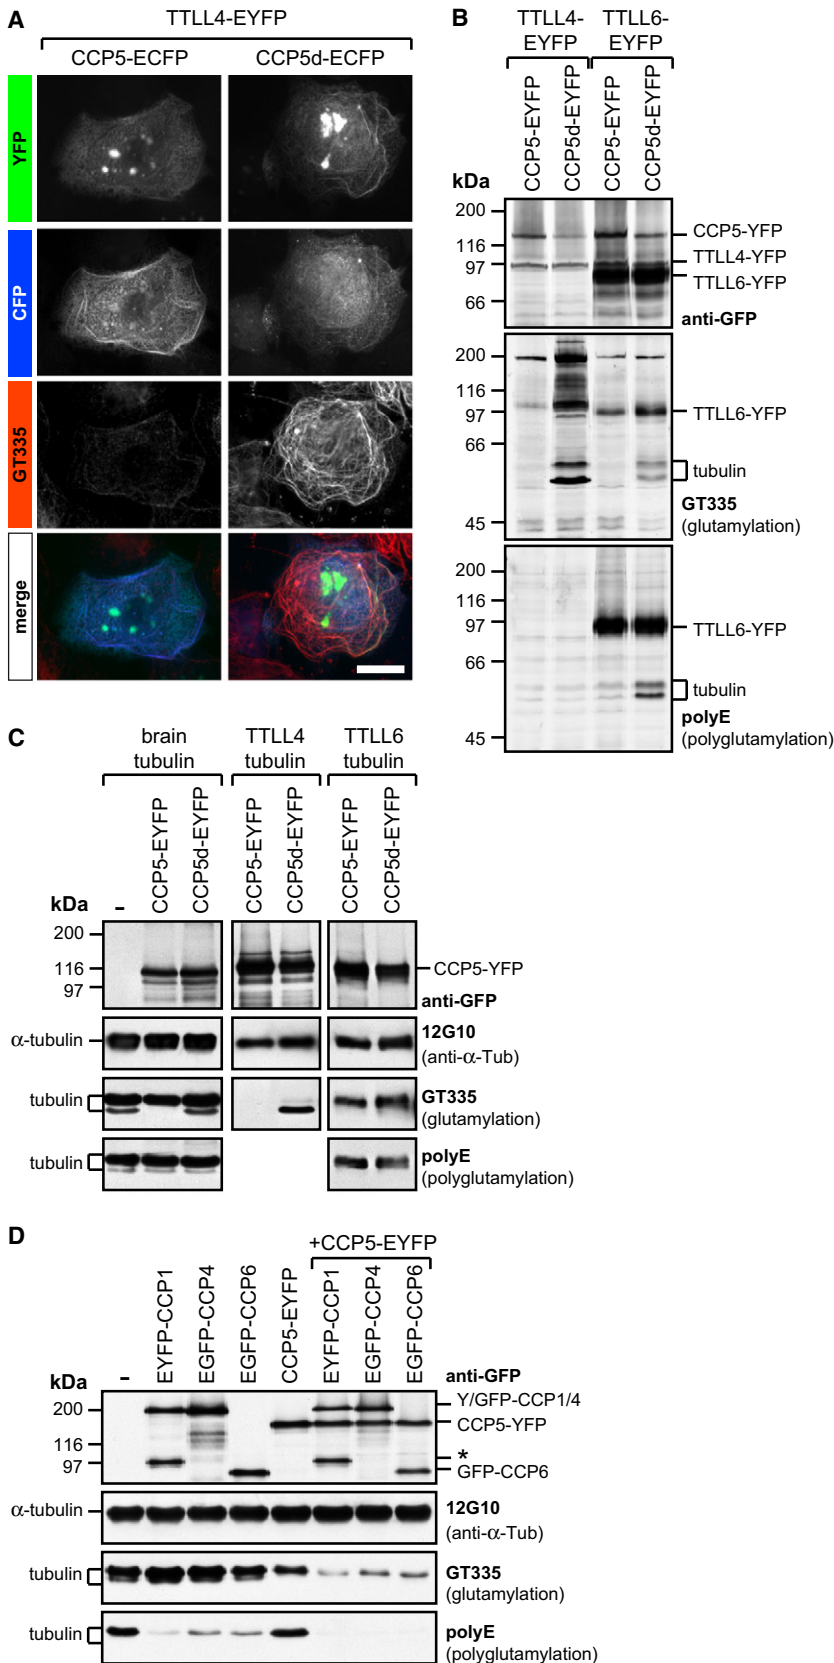 A
TTLL4-EYFP
CCP5-ECFP CCP5d-ECFP
YFP
CFP
GT335
merge
B
TTLL4-EYFP TTLL6-EYFP
CCP5-EYFP CCP5d-EYFP CCP5-EYFP CCP5d-EYFP
kDa
200
116
97
66
CCP5-YFP
TTLL4-YFP
TTLL6-YFP
anti-GFP
200
116
97
66
45
TTLL6-YFP
tubulin
GT335
(glutamylation)
200
116
97
66
45
TTLL6-YFP
tubulin
polyE
(polyglutamylation)
C
brain tubulin TTLL4 tubulin TTLL6 tubulin
– CCP5-EYFP CCP5d-EYFP CCP5-EYFP CCP5d-EYFP CCP5-EYFP CCP5d-EYFP
kDa
200
116
97
CCP5-YFP
anti-GFP
α-tubulin
12G10
(anti-α-Tub)
tubulin
GT335
(glutamylation)
tubulin
polyE
(polyglutamylation)
D
+CCP5-EYFP
– EYFP-CCP1 EGFP-CCP4 EGFP-CCP6 CCP5-EYFP EYFP-CCP1 EGFP-CCP4 EGFP-CCP6
kDa
anti-GFP
200
116
97
Y/GFP-CCP1/4
CCP5-YFP
*
GFP-CCP6
α-tubulin
12G10
(anti-α-Tub)
tubulin
GT335
(glutamylation)
tubulin
polyE
(polyglutamylation)